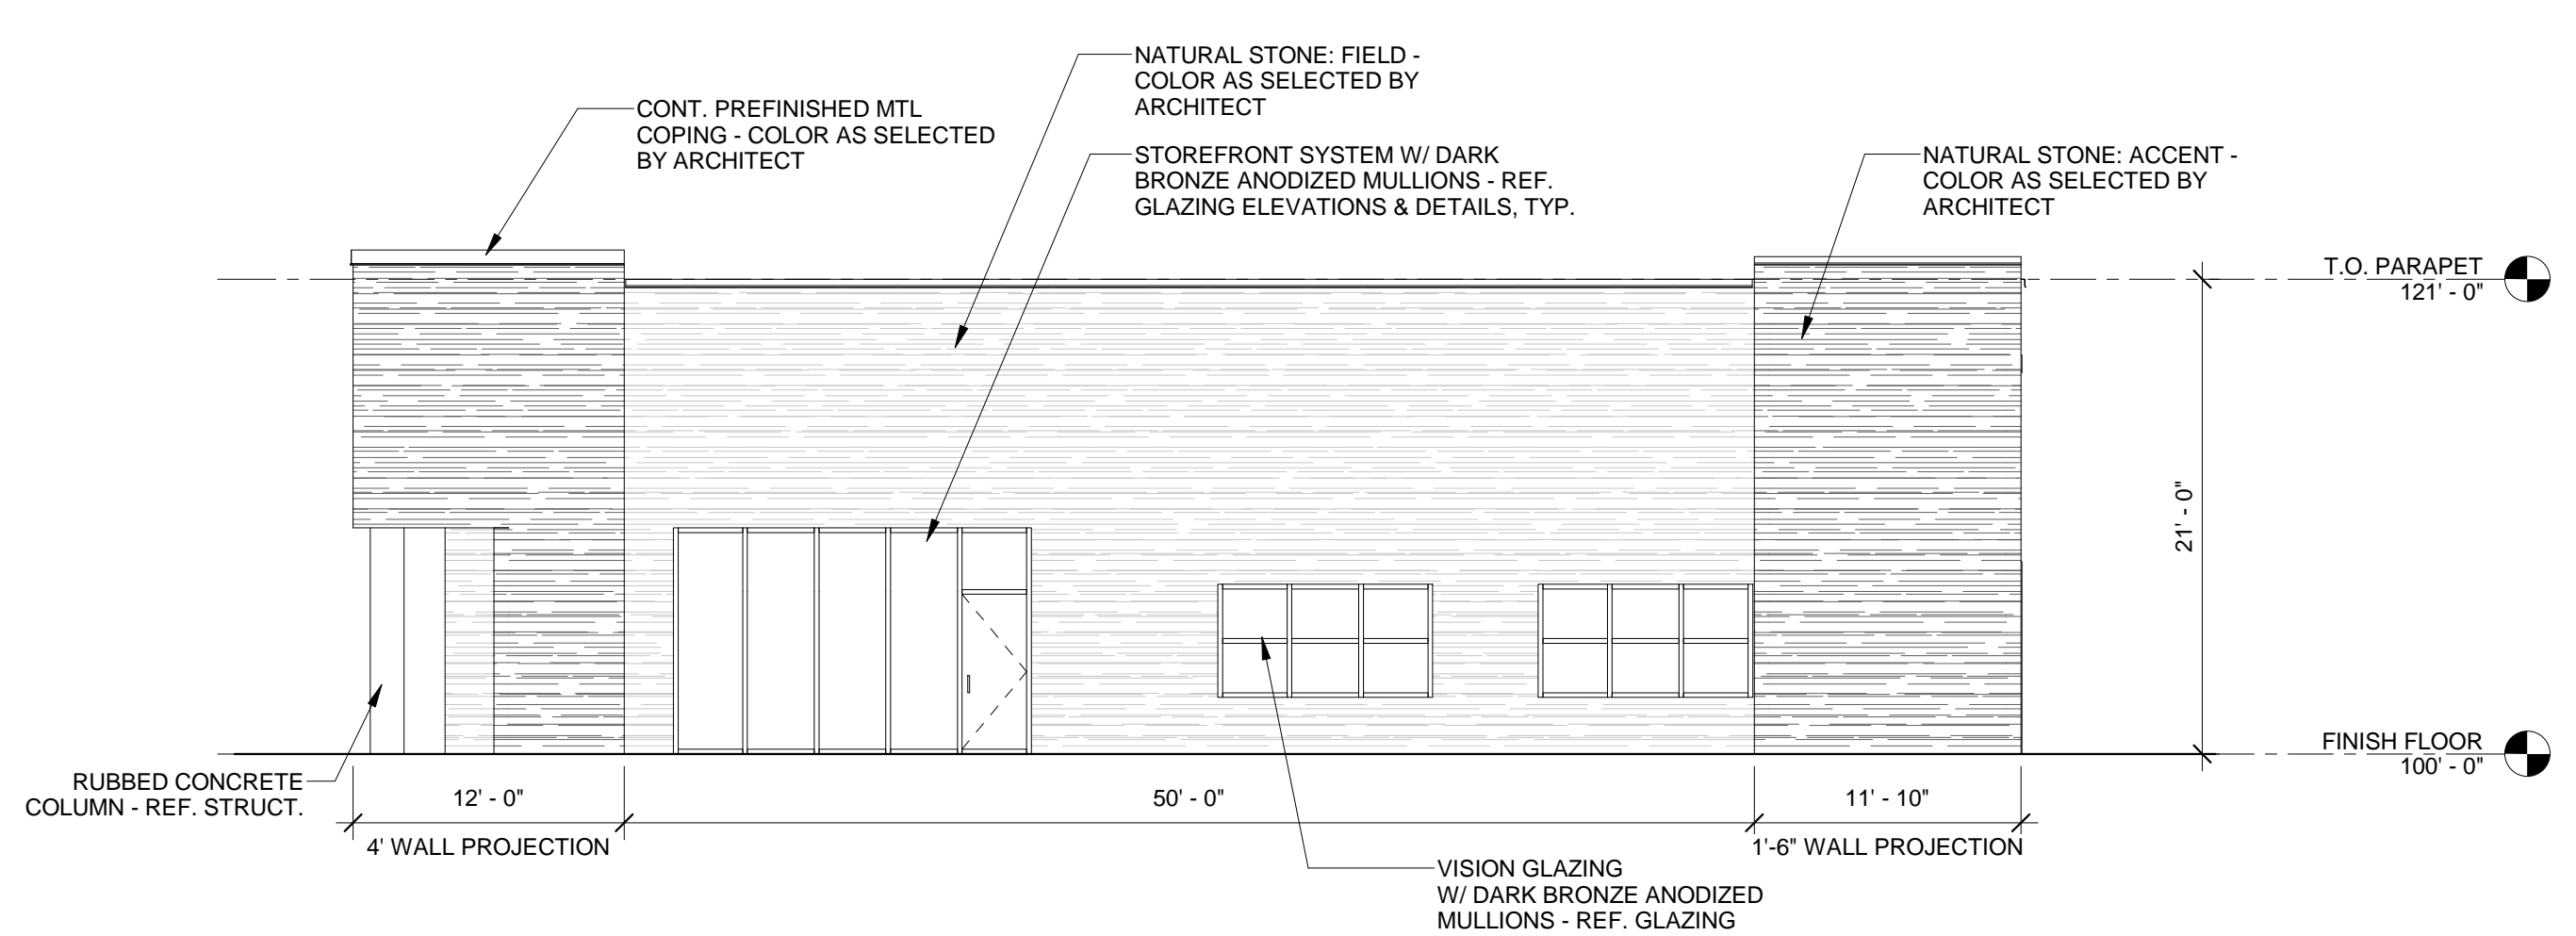 NATURAL STONE: FIELD -
COLOR AS SELECTED BY
ARCHITECT
CONT. PREFINISHED MTL
COPING - COLOR AS SELECTED
BY ARCHITECT
STOREFRONT SYSTEM W/ DARK
BRONZE ANODIZED MULLIONS - REF.
GLAZING ELEVATIONS & DETAILS, TYP.
NATURAL STONE: ACCENT -
COLOR AS SELECTED BY
ARCHITECT
T.O. PARAPET
121' - 0"
21' - 0"
FINISH FLOOR
100' - 0"
RUBBED CONCRETE
COLUMN - REF. STRUCT.
12' - 0"
50' - 0"
11' - 10"
4' WALL PROJECTION
1'-6" WALL PROJECTION
VISION GLAZING
W/ DARK BRONZE ANODIZED
MULLIONS - REF. GLAZING